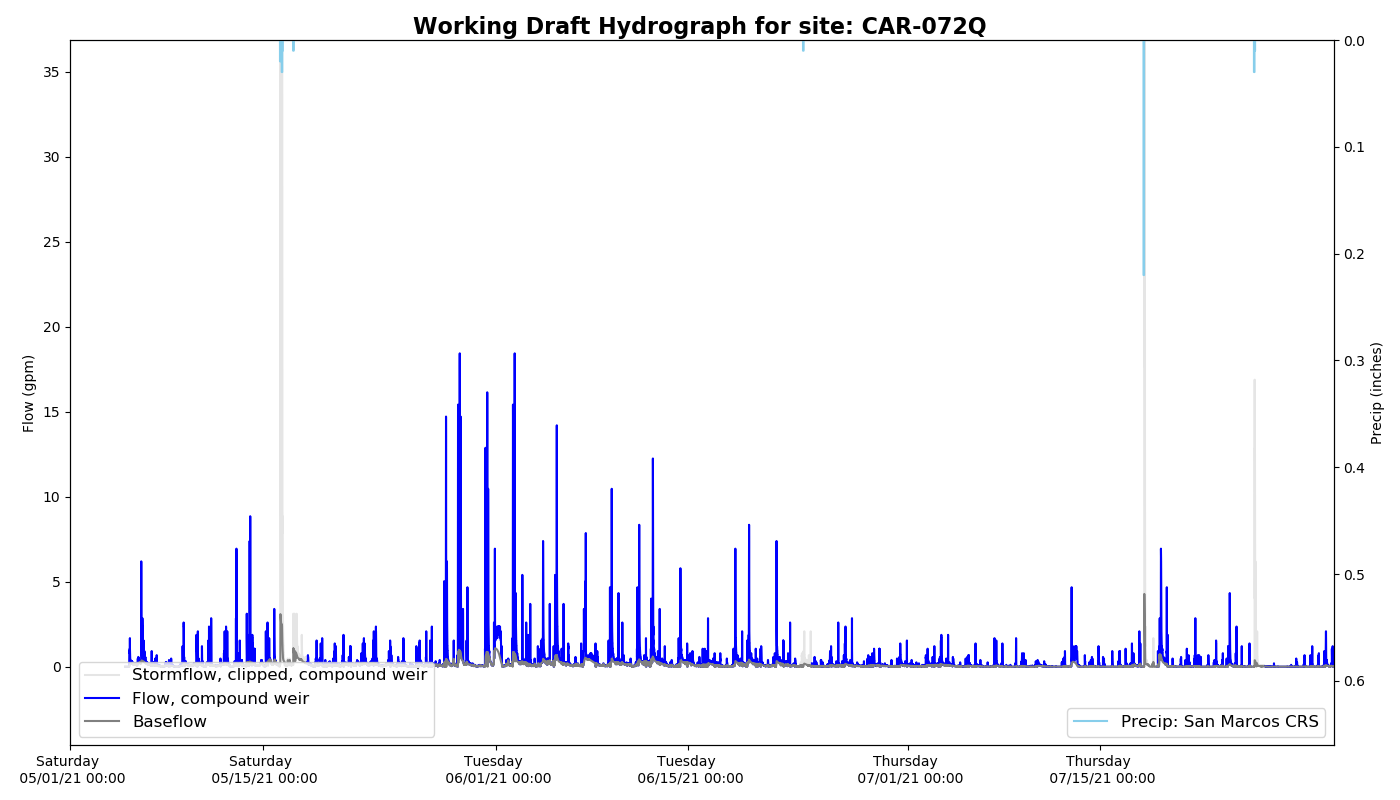 Working Draft Hydrograph for site: CAR-072Q
Flow (gpm)
35
30
25
20
15
10
5
0
0.0
0.1
0.2
0.3
0.4
0.5
0.6
Precip (inches)
Stormflow, clipped, compound weir
Flow, compound weir
Baseflow
Precip: San Marcos CRS
Saturday
05/01/21 00:00
Saturday
05/15/21 00:00
Tuesday
06/01/21 00:00
Tuesday
06/15/21 00:00
Thursday
07/01/21 00:00
Thursday
07/15/21 00:00